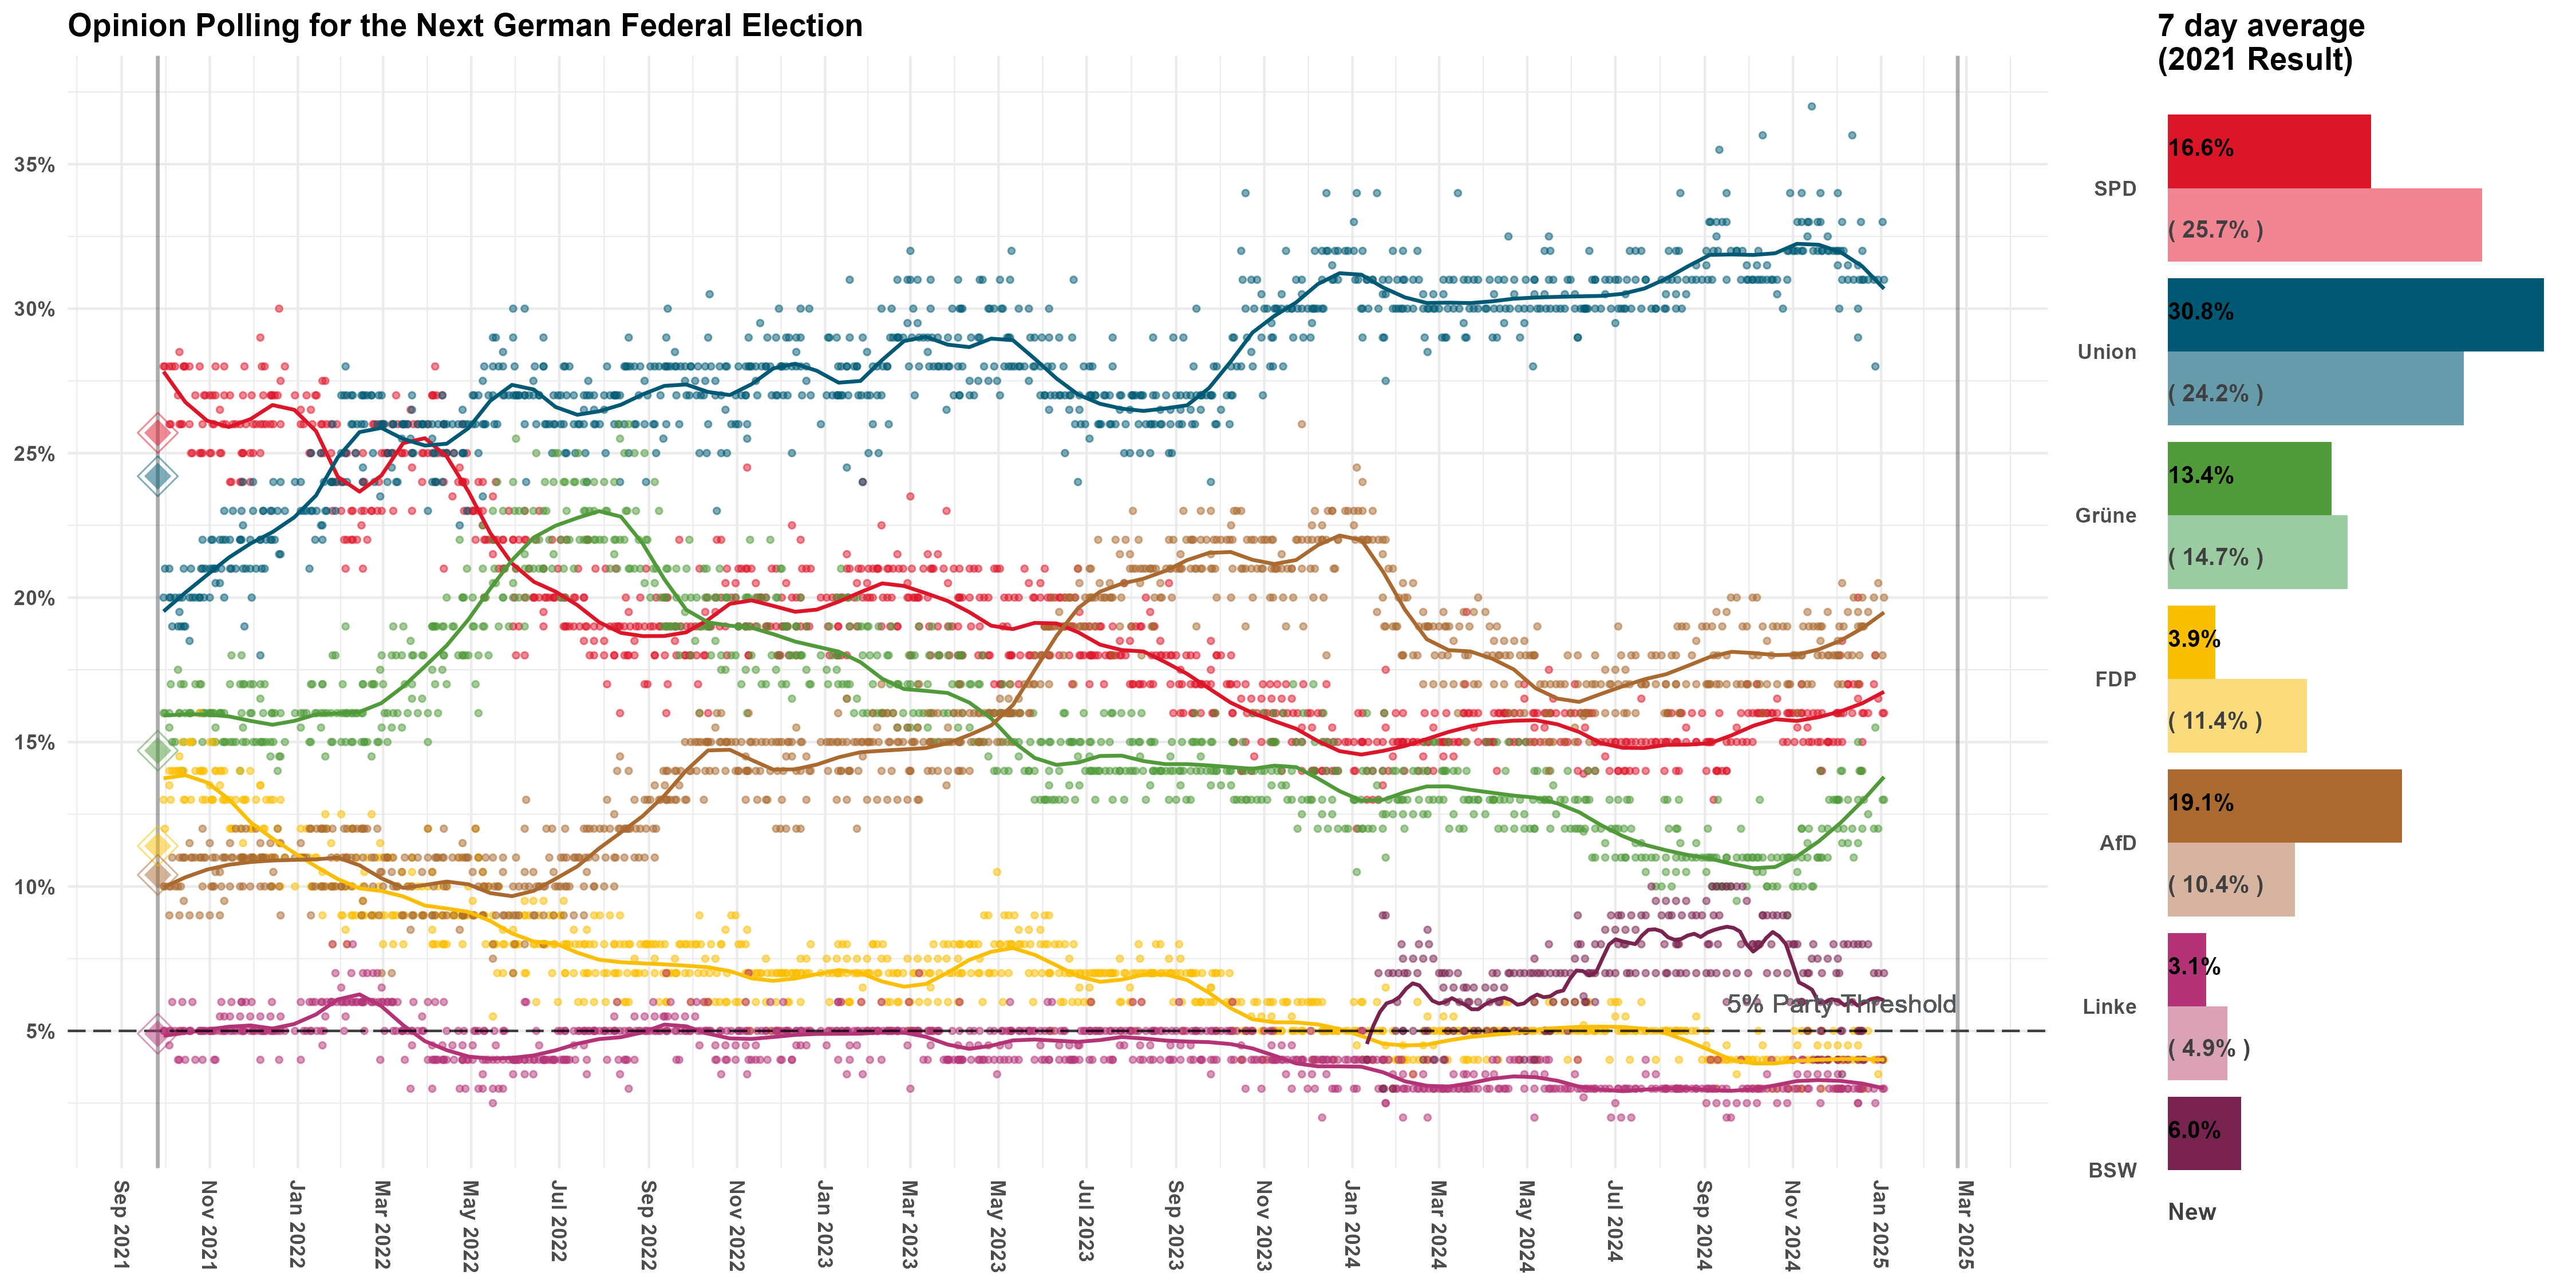 Opinion Polling for the Next German Federal Election
7 day average
(2021 Result)
35%
30%
25%
20%
15%
10%
5%
5% Party Threshold
Sep 2021
Nov 2021
Jan 2022
Mar 2022
May 2022
Jul 2022
Sep 2022
Nov 2022
Jan 2023
Mar 2023
May 2023
Jul 2023
Sep 2023
Nov 2023
Jan 2024
Mar 2024
May 2024
Jul 2024
Sep 2024
Nov 2024
Jan 2025
Mar 2025
SPD
16.6%
( 25.7% )
Union
30.8%
( 24.2% )
Grüne
13.4%
( 14.7% )
FDP
3.9%
( 11.4% )
AfD
19.1%
( 10.4% )
Linke
3.1%
( 4.9% )
BSW
6.0%
New